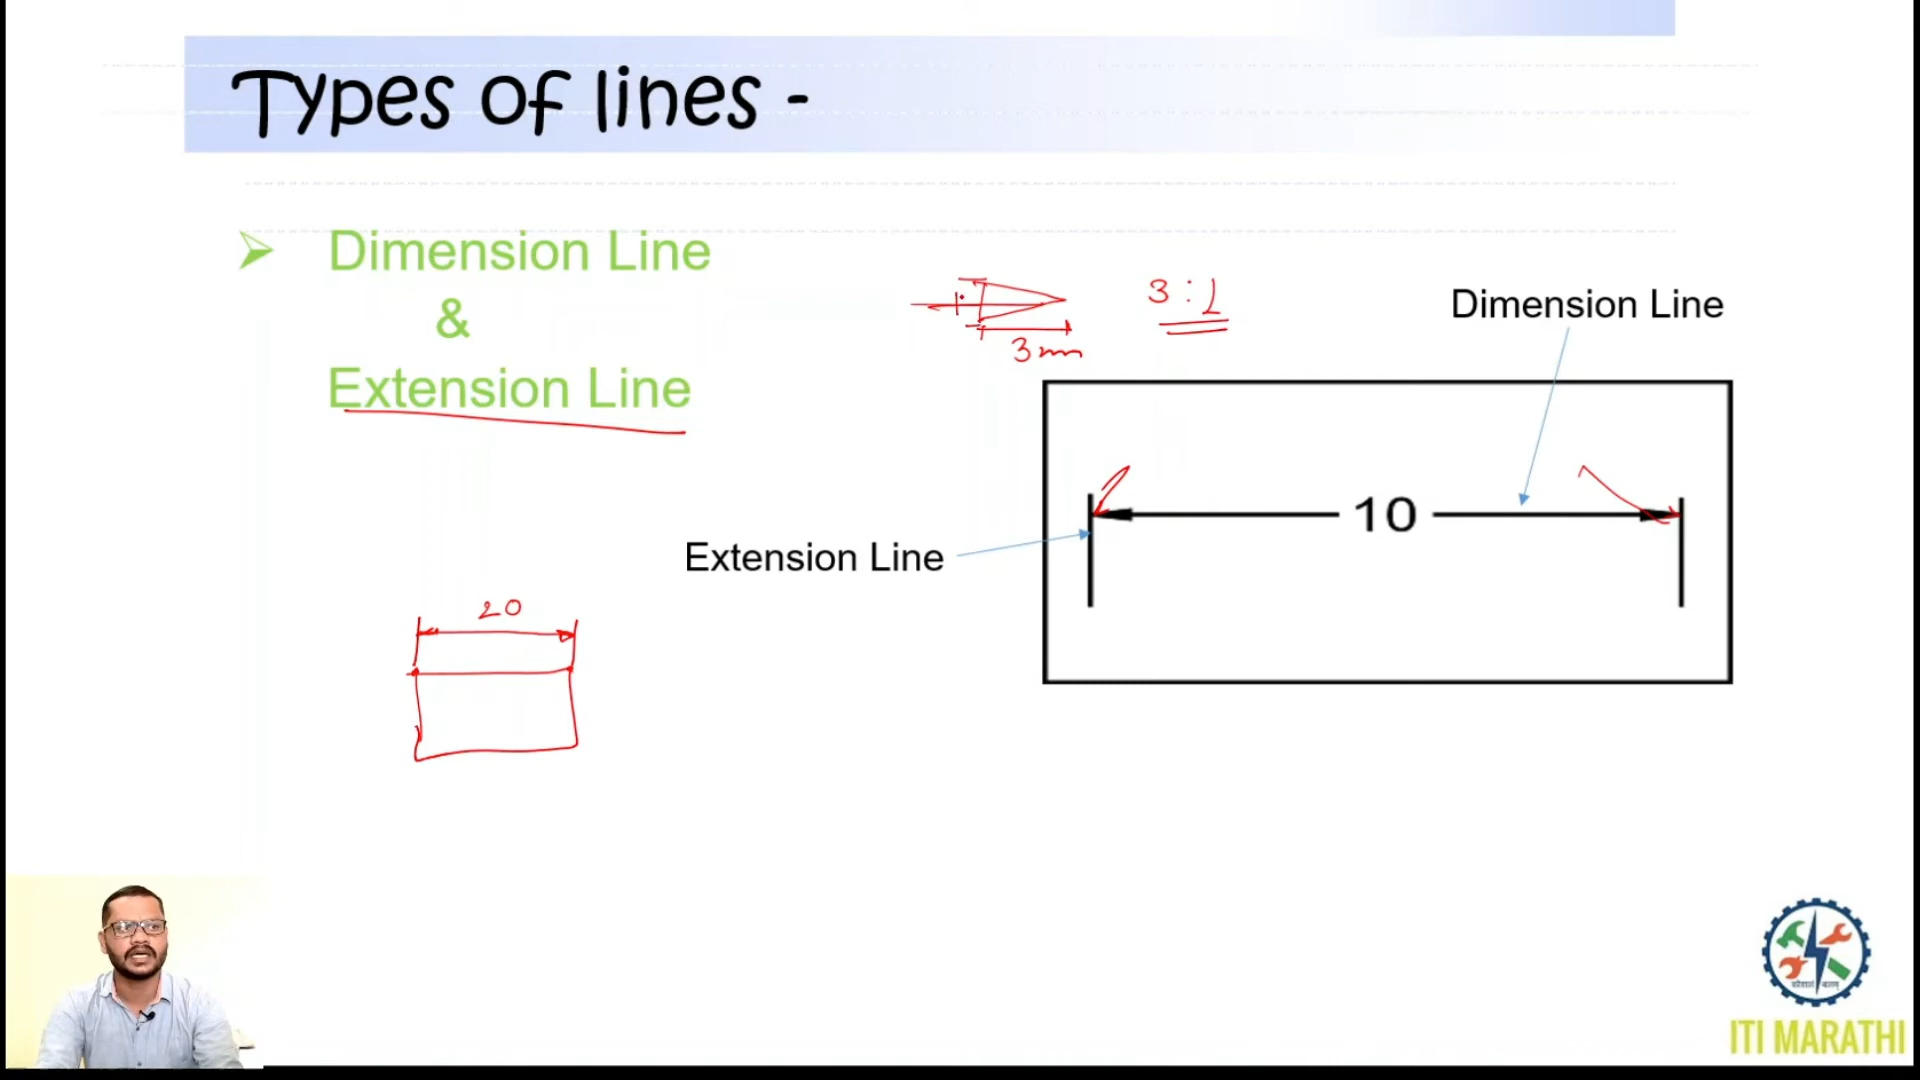 Types of lines -
➢ Dimension Line
&
Extension Line
3 : 1
3 mm
Dimension Line
10
Extension Line
20
ITI MARATHI